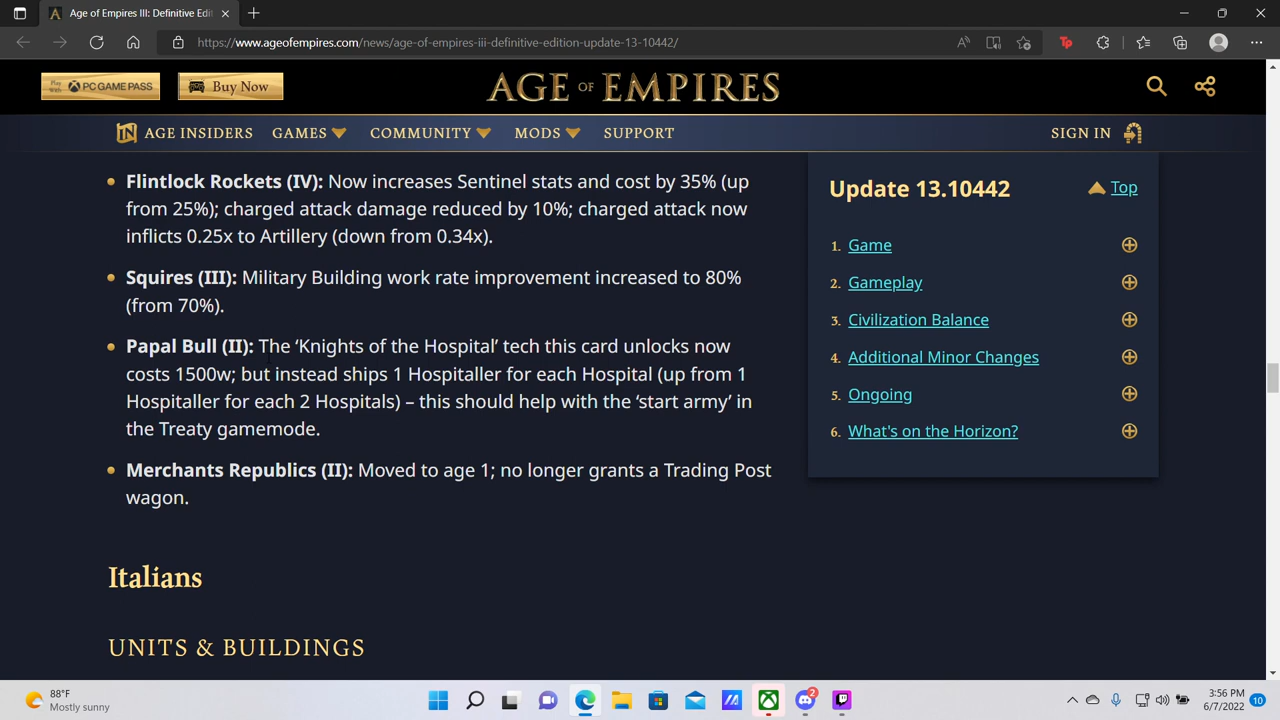 Age of Empires III: Definitive Edit
https://www.ageofempires.com/news/age-of-empires-iii-definitive-edition-update-13-10442/
PC GAME PASS
Buy Now
AGE OF EMPIRES
AGE INSIDERS
GAMES
COMMUNITY
MODS
SUPPORT
SIGN IN
Flintlock Rockets (IV): Now increases Sentinel stats and cost by 35% (up
from 25%); charged attack damage reduced by 10%; charged attack now
inflicts 0.25x to Artillery (down from 0.34x).
Squires (III): Military Building work rate improvement increased to 80%
(from 70%).
Papal Bull (II): The ‘Knights of the Hospital’ tech this card unlocks now
costs 1500w; but instead ships 1 Hospitaller for each Hospital (up from 1
Hospitaller for each 2 Hospitals) – this should help with the ‘start army’ in
the Treaty gamemode.
Merchants Republics (II): Moved to age 1; no longer grants a Trading Post
wagon.
Italians
UNITS & BUILDINGS
Update 13.10442
Top
1. Game
2. Gameplay
3. Civilization Balance
4. Additional Minor Changes
5. Ongoing
6. What's on the Horizon?
88°F
Mostly sunny
2
3:56 PM
6/7/2022
10